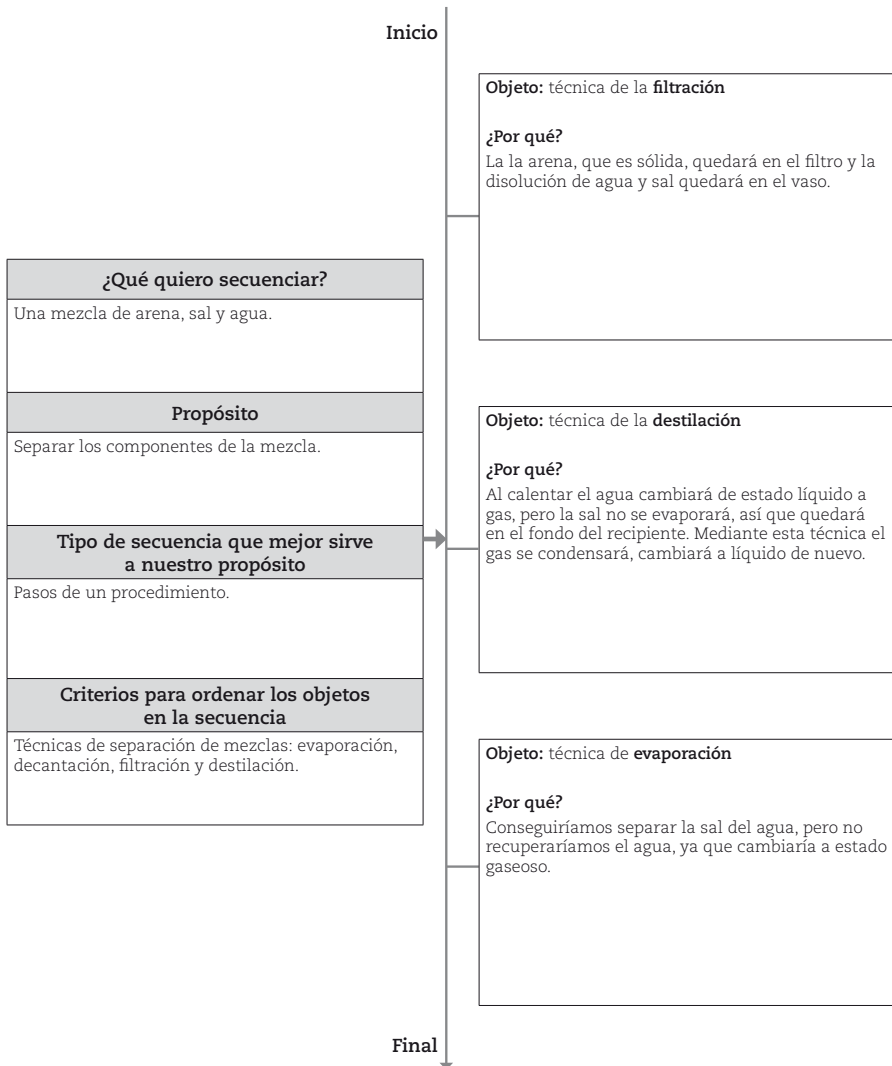 Inicio
Objeto: técnica de la filtración
¿Por qué?
La la arena, que es sólida, quedará en el filtro y la
disolución de agua y sal quedará en el vaso.
¿Qué quiero secuenciar?
Una mezcla de arena, sal y agua.
Propósito
Separar los componentes de la mezcla.
Tipo de secuencia que mejor sirve
a nuestro propósito
Pasos de un procedimiento.
Criterios para ordenar los objetos
en la secuencia
Técnicas de separación de mezclas: evaporación,
decantación, filtración y destilación.
Objeto: técnica de la destilación
¿Por qué?
Al calentar el agua cambiará de estado líquido a
gas, pero la sal no se evaporará, así que quedará
en el fondo del recipiente. Mediante esta técnica el
gas se condensará, cambiará a líquido de nuevo.
Objeto: técnica de evaporación
¿Por qué?
Conseguiríamos separar la sal del agua, pero no
recuperaríamos el agua, ya que cambiaría a estado
gaseoso.
Final